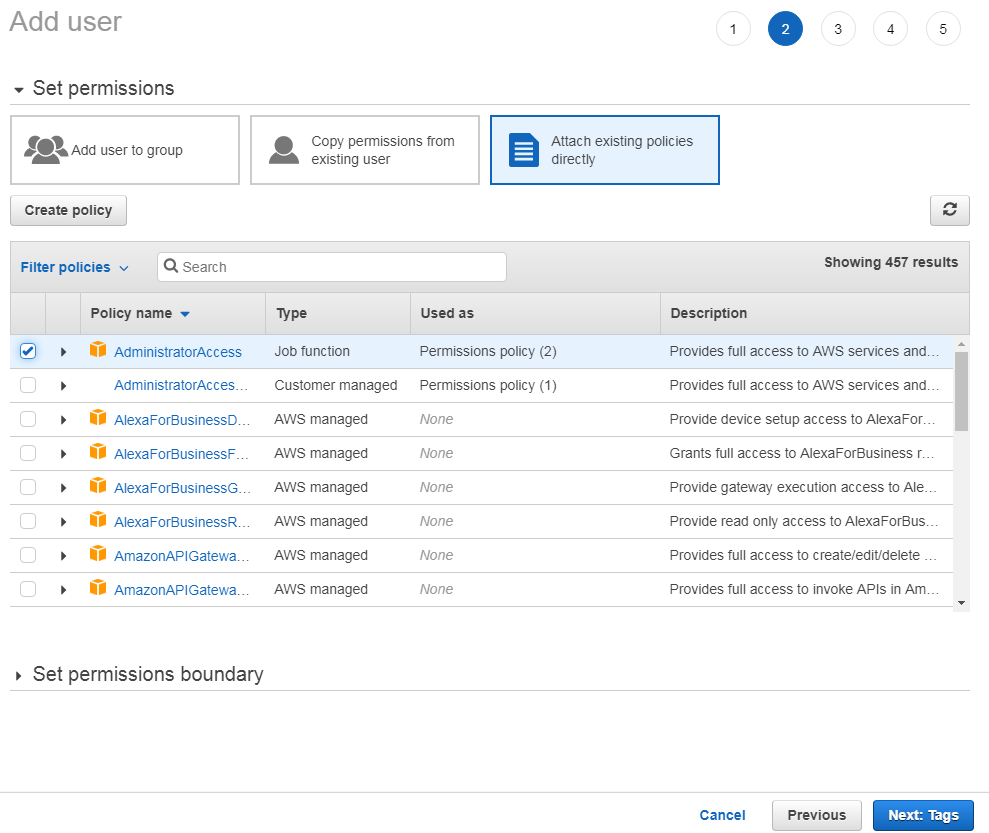 Add user
1 2 3 4 5
Set permissions
Add user to group
Copy permissions from
existing user
Attach existing policies
directly
Create policy
Filter policies Search Showing 457 results
Policy name Type Used as Description
AdministratorAccess Job function Permissions policy (2) Provides full access to AWS services and…
AdministratorAcces… Customer managed Permissions policy (1) Provides full access to AWS services and…
AlexaForBusinessD… AWS managed None Provide device setup access to AlexaFor…
AlexaForBusinessF… AWS managed None Grants full access to AlexaForBusiness r…
AlexaForBusinessG… AWS managed None Provide gateway execution access to Ale…
AlexaForBusinessR… AWS managed None Provide read only access to AlexaForBus…
AmazonAPIGatewa… AWS managed None Provides full access to create/edit/delete …
AmazonAPIGatewa… AWS managed None Provides full access to invoke APIs in Am…
Set permissions boundary
Cancel Previous Next: Tags